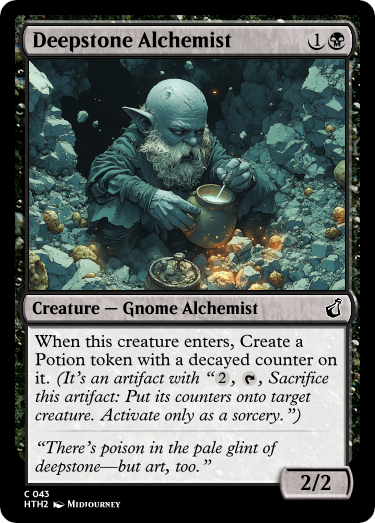 Deepstone Alchemist 1
Creature — Gnome Alchemist
When this creature enters, Create a
Potion token with a decayed counter on
it. (It's an artifact with “2, , Sacrifice
this artifact: Put its counters onto target
creature. Activate only as a sorcery.”)
“There's poison in the pale glint of
deepstone—but art, too.”
2/2
C 043
HTH2 Midjourney